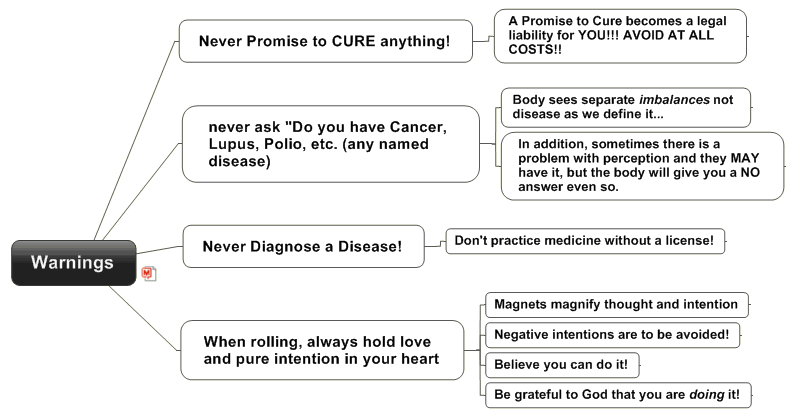 Warnings
Never Promise to CURE anything!
A Promise to Cure becomes a legal
liability for YOU!!! AVOID AT ALL
COSTS!!
never ask "Do you have Cancer,
Lupus, Polio, etc. (any named
disease)
Body sees separate imbalances not
disease as we define it...
In addition, sometimes there is a
problem with perception and they MAY
have it, but the body will give you a NO
answer even so.
Never Diagnose a Disease!
Don't practice medicine without a license!
When rolling, always hold love
and pure intention in your heart
Magnets magnify thought and intention
Negative intentions are to be avoided!
Believe you can do it!
Be grateful to God that you are doing it!